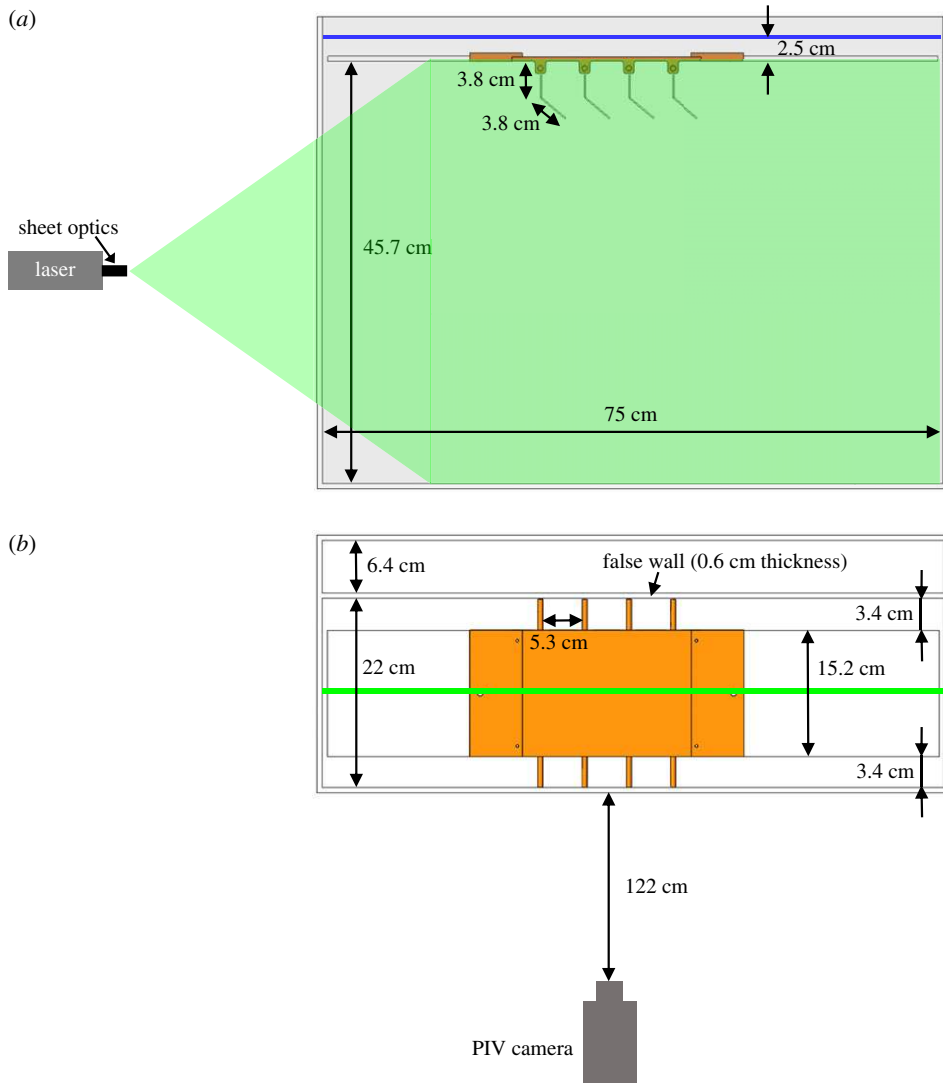 (a)
2.5 cm
3.8 cm
3.8 cm
sheet optics
laser
45.7 cm
75 cm
(b)
6.4 cm
false wall (0.6 cm thickness)
3.4 cm
5.3 cm
22 cm
15.2 cm
3.4 cm
122 cm
PIV camera